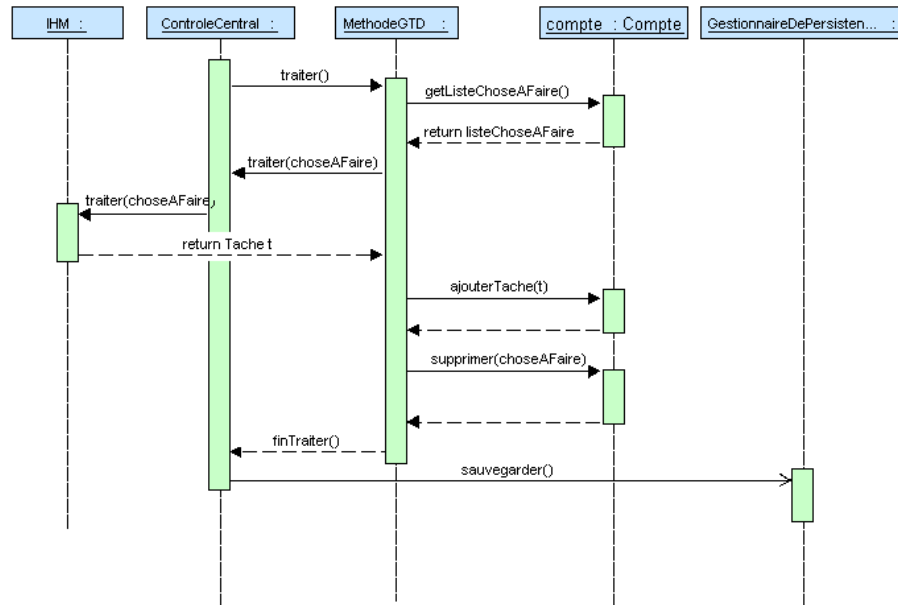 IHM :
ControleCentral :
MethodeGTD :
compte : Compte
GestionnaireDePersisten... :
traiter()
getListeChoseAFaire()
return listeChoseAFaire
traiter(choseAFaire)
traiter(choseAFaire)
return Tache t
ajouterTache(t)
supprimer(choseAFaire)
finTraiter()
sauvegarder()